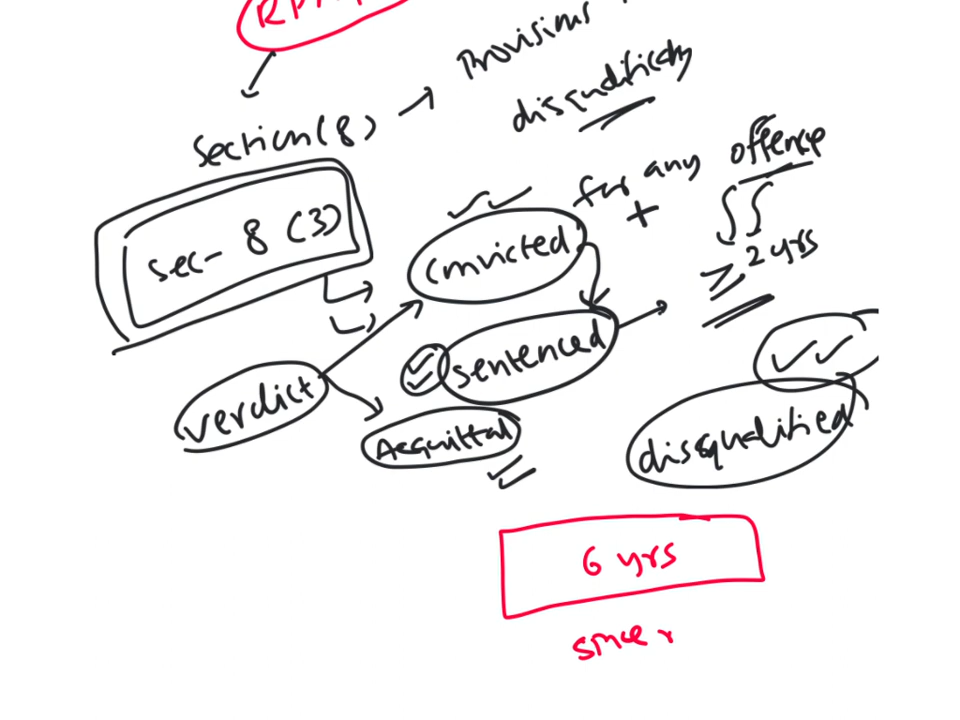 Section (8) → Provisions
disqualification
Sec- 8 (3)
Convicted for any offence
+
≥ 2 yrs
sentenced
verdict
Acquittal
disqualified
6 yrs
since